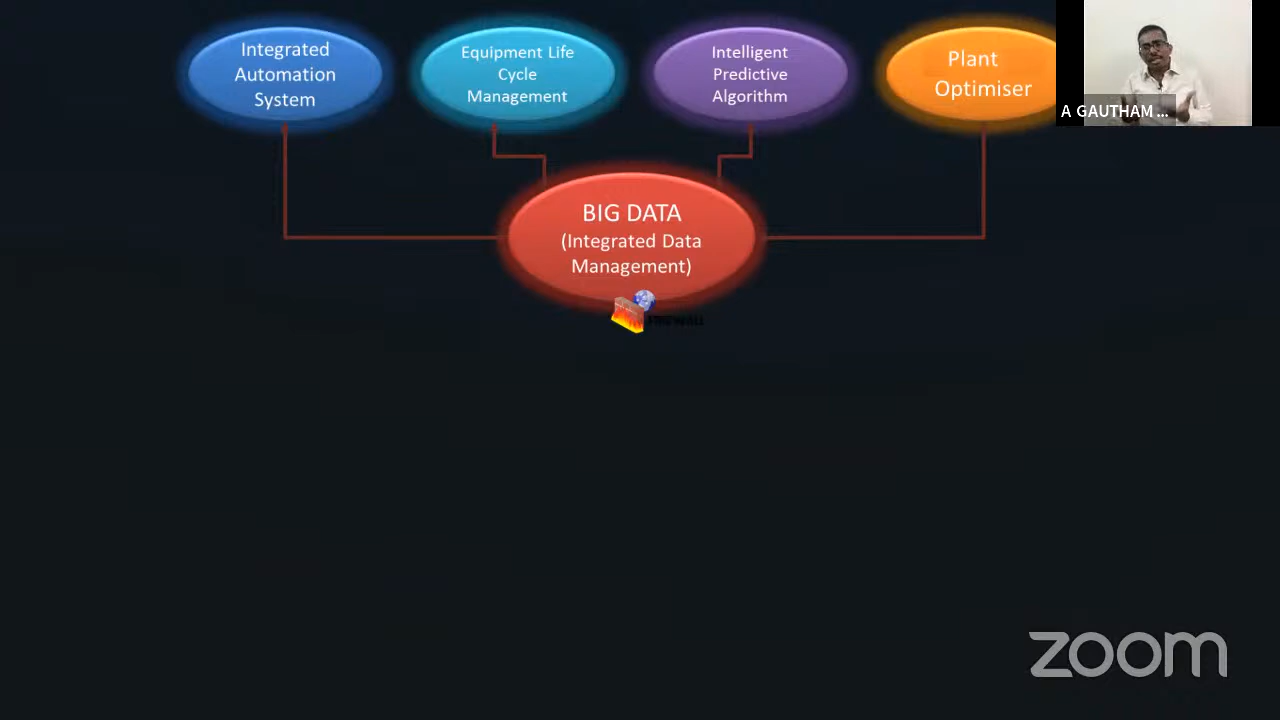 Integrated
Automation
System
Equipment Life
Cycle
Management
Intelligent
Predictive
Algorithm
Plant
Optimiser
A GAUTHAM ...
BIG DATA
(Integrated Data
Management)
FIREWALL
zoom